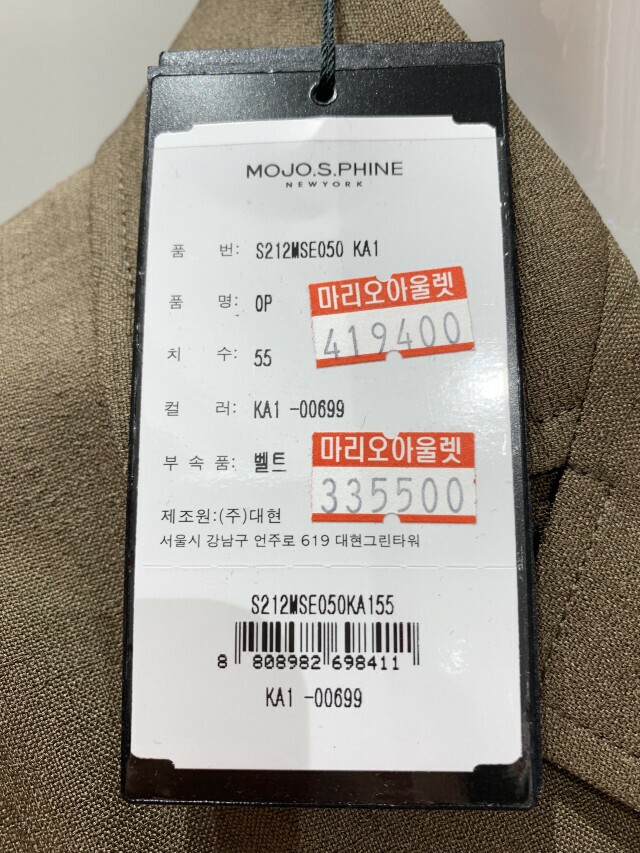 MOJO.S.PHINE
NEWYORK
품 번: S212MSE050 KA1
품 명: OP
마리오아울렛
419400
치 수: 55
컬 러: KA1 -00699
부 속 품: 벨트
마리오아울렛
335500
제조원:(주)대현
서울시 강남구 언주로 619 대현그린타워
S212MSE050KA155
8 808982 698411
KA1 -00699